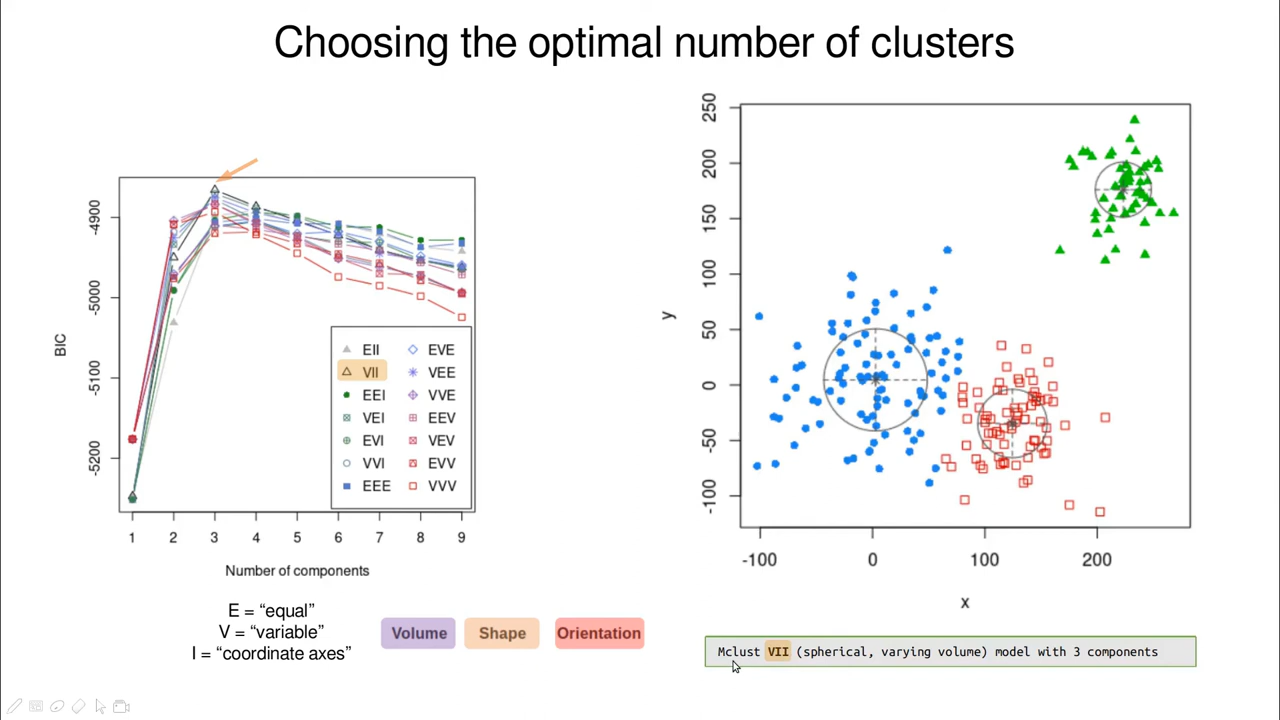 Choosing the optimal number of clusters
BIC
-4900
-5000
-5100
-5200
EII
VII
EEI
VEI
EVI
VVI
EEE
EVE
VEE
VVE
EEV
VEV
EVV
VVV
1 2 3 4 5 6 7 8 9
Number of components
E = “equal”
V = “variable”
I = “coordinate axes”
Volume
Shape
Orientation
y
250
200
150
100
50
0
-50
-100
-100 0 100 200
x
Mclust VII (spherical, varying volume) model with 3 components